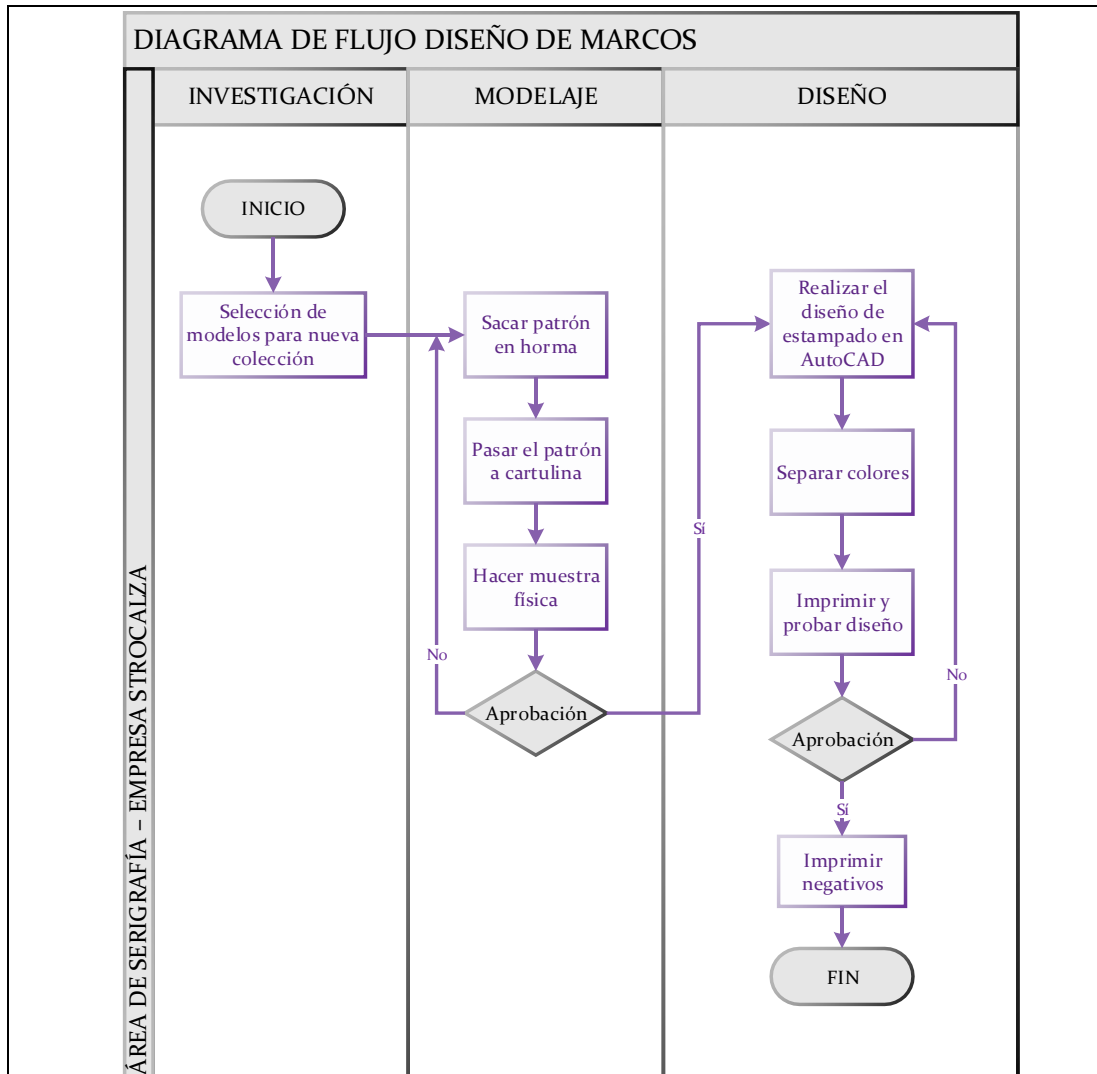 DIAGRAMA DE FLUJO DISEÑO DE MARCOS
ÁREA DE SERIGRAFÍA – EMPRESA STROCALZA
INVESTIGACIÓN
MODELAJE
DISEÑO
INICIO
Selección de
modelos para nueva
colección
Sacar patrón
en horma
Pasar el patrón
a cartulina
Hacer muestra
física
Aprobación
No
Sí
Realizar el
diseño de
estampado en
AutoCAD
Separar colores
Imprimir y
probar diseño
Aprobación
No
Sí
Imprimir
negativos
FIN